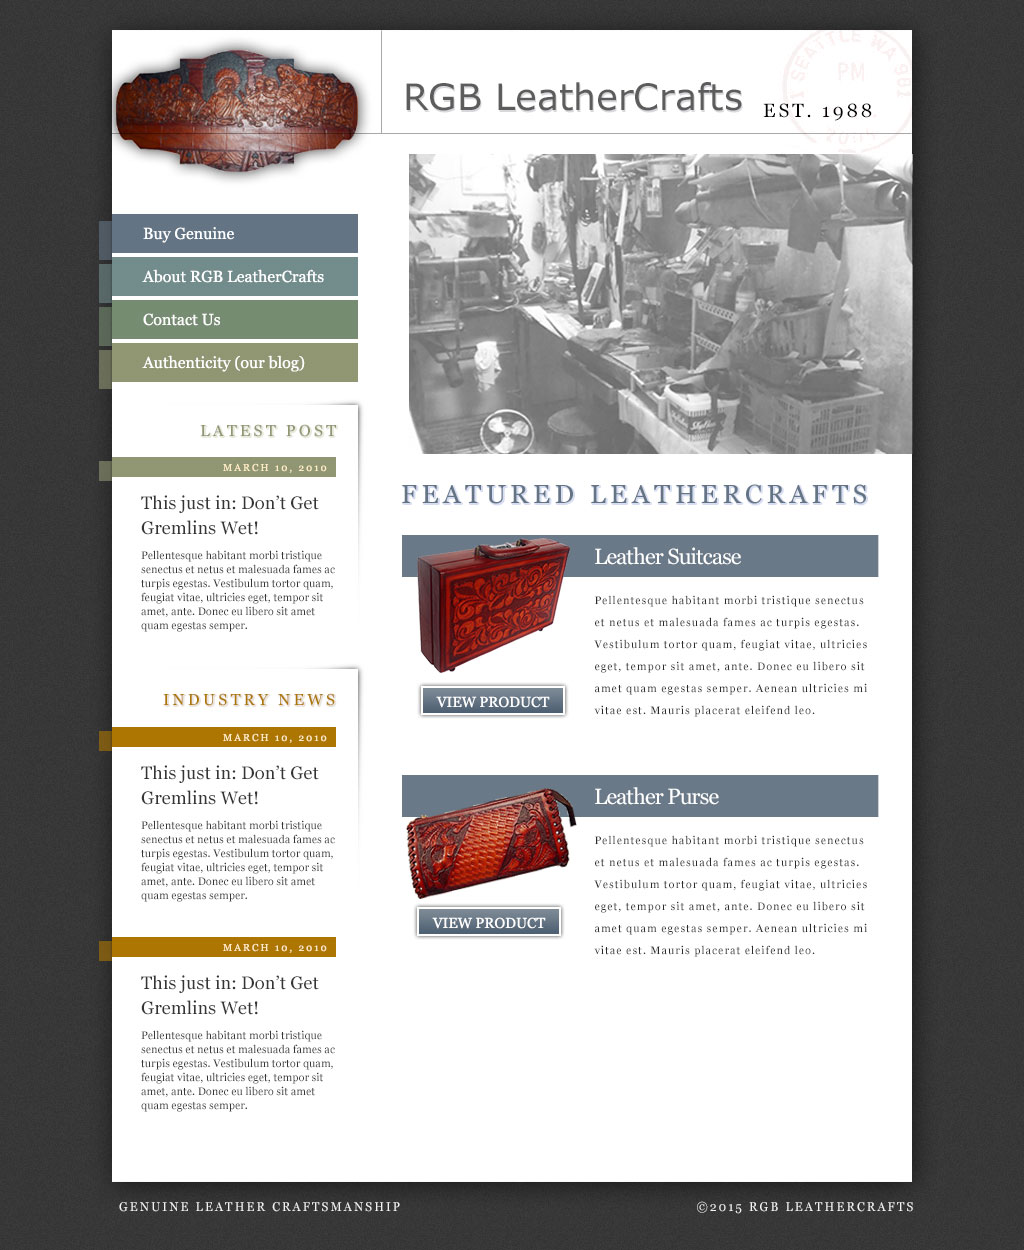 RGB LeatherCrafts
EST. 1988
SEATTLE WA
PM
Buy Genuine
About RGB LeatherCrafts
Contact Us
Authenticity (our blog)
LATEST POST
MARCH 10, 2010
This just in: Don’t Get
Gremlins Wet!
Pellentesque habitant morbi tristique
senectus et netus et malesuada fames ac
turpis egestas. Vestibulum tortor quam,
feugiat vitae, ultricies eget, tempor sit
amet, ante. Donec eu libero sit amet
quam egestas semper.
INDUSTRY NEWS
MARCH 10, 2010
This just in: Don’t Get
Gremlins Wet!
Pellentesque habitant morbi tristique
senectus et netus et malesuada fames ac
turpis egestas. Vestibulum tortor quam,
feugiat vitae, ultricies eget, tempor sit
amet, ante. Donec eu libero sit amet
quam egestas semper.
MARCH 10, 2010
This just in: Don’t Get
Gremlins Wet!
Pellentesque habitant morbi tristique
senectus et netus et malesuada fames ac
turpis egestas. Vestibulum tortor quam,
feugiat vitae, ultricies eget, tempor sit
amet, ante. Donec eu libero sit amet
quam egestas semper.
FEATURED LEATHERCRAFTS
Leather Suitcase
Pellentesque habitant morbi tristique senectus
et netus et malesuada fames ac turpis egestas.
Vestibulum tortor quam, feugiat vitae, ultricies
eget, tempor sit amet, ante. Donec eu libero sit
amet quam egestas semper. Aenean ultricies mi
vitae est. Mauris placerat eleifend leo.
VIEW PRODUCT
Leather Purse
Pellentesque habitant morbi tristique senectus
et netus et malesuada fames ac turpis egestas.
Vestibulum tortor quam, feugiat vitae, ultricies
eget, tempor sit amet, ante. Donec eu libero sit
amet quam egestas semper. Aenean ultricies mi
vitae est. Mauris placerat eleifend leo.
VIEW PRODUCT
GENUINE LEATHER CRAFTSMANSHIP
©2015 RGB LEATHERCRAFTS